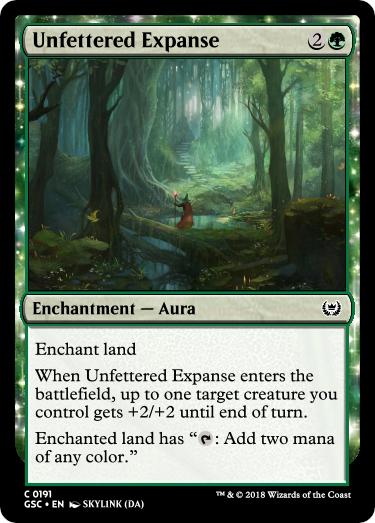 Unfettered Expanse 2
Enchantment — Aura
Enchant land
When Unfettered Expanse enters the
battlefield, up to one target creature you
control gets +2/+2 until end of turn.
Enchanted land has “: Add two mana
of any color.”
C 0191
GSC • EN SKYLINK (DA)
™ & © 2018 Wizards of the Coast